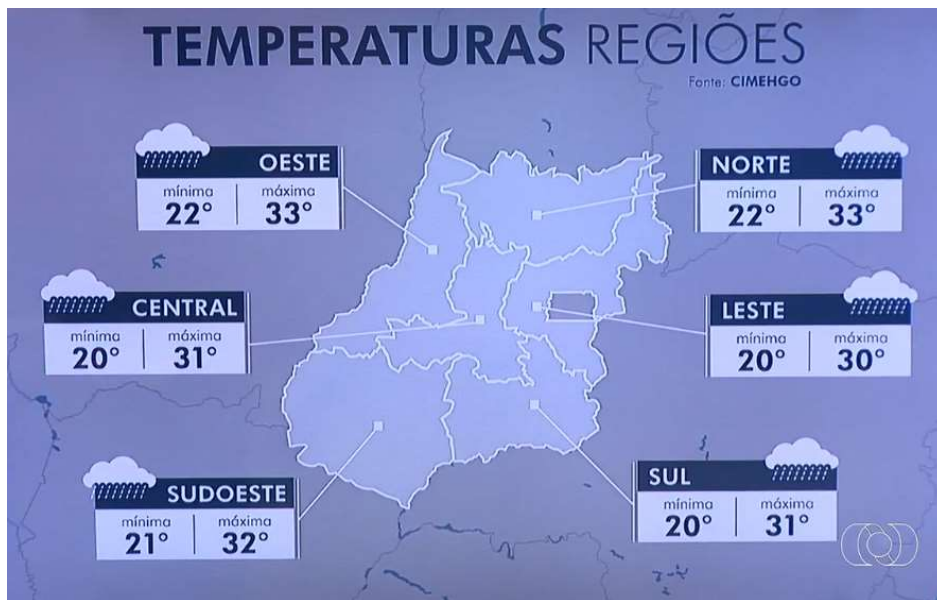 TEMPERATURAS REGIÕES
Fonte: CIMEHGO
OESTE
mínima máxima
22° 33°
NORTE
mínima máxima
22° 33°
CENTRAL
mínima máxima
20° 31°
LESTE
mínima máxima
20° 30°
SUDOESTE
mínima máxima
21° 32°
SUL
mínima máxima
20° 31°